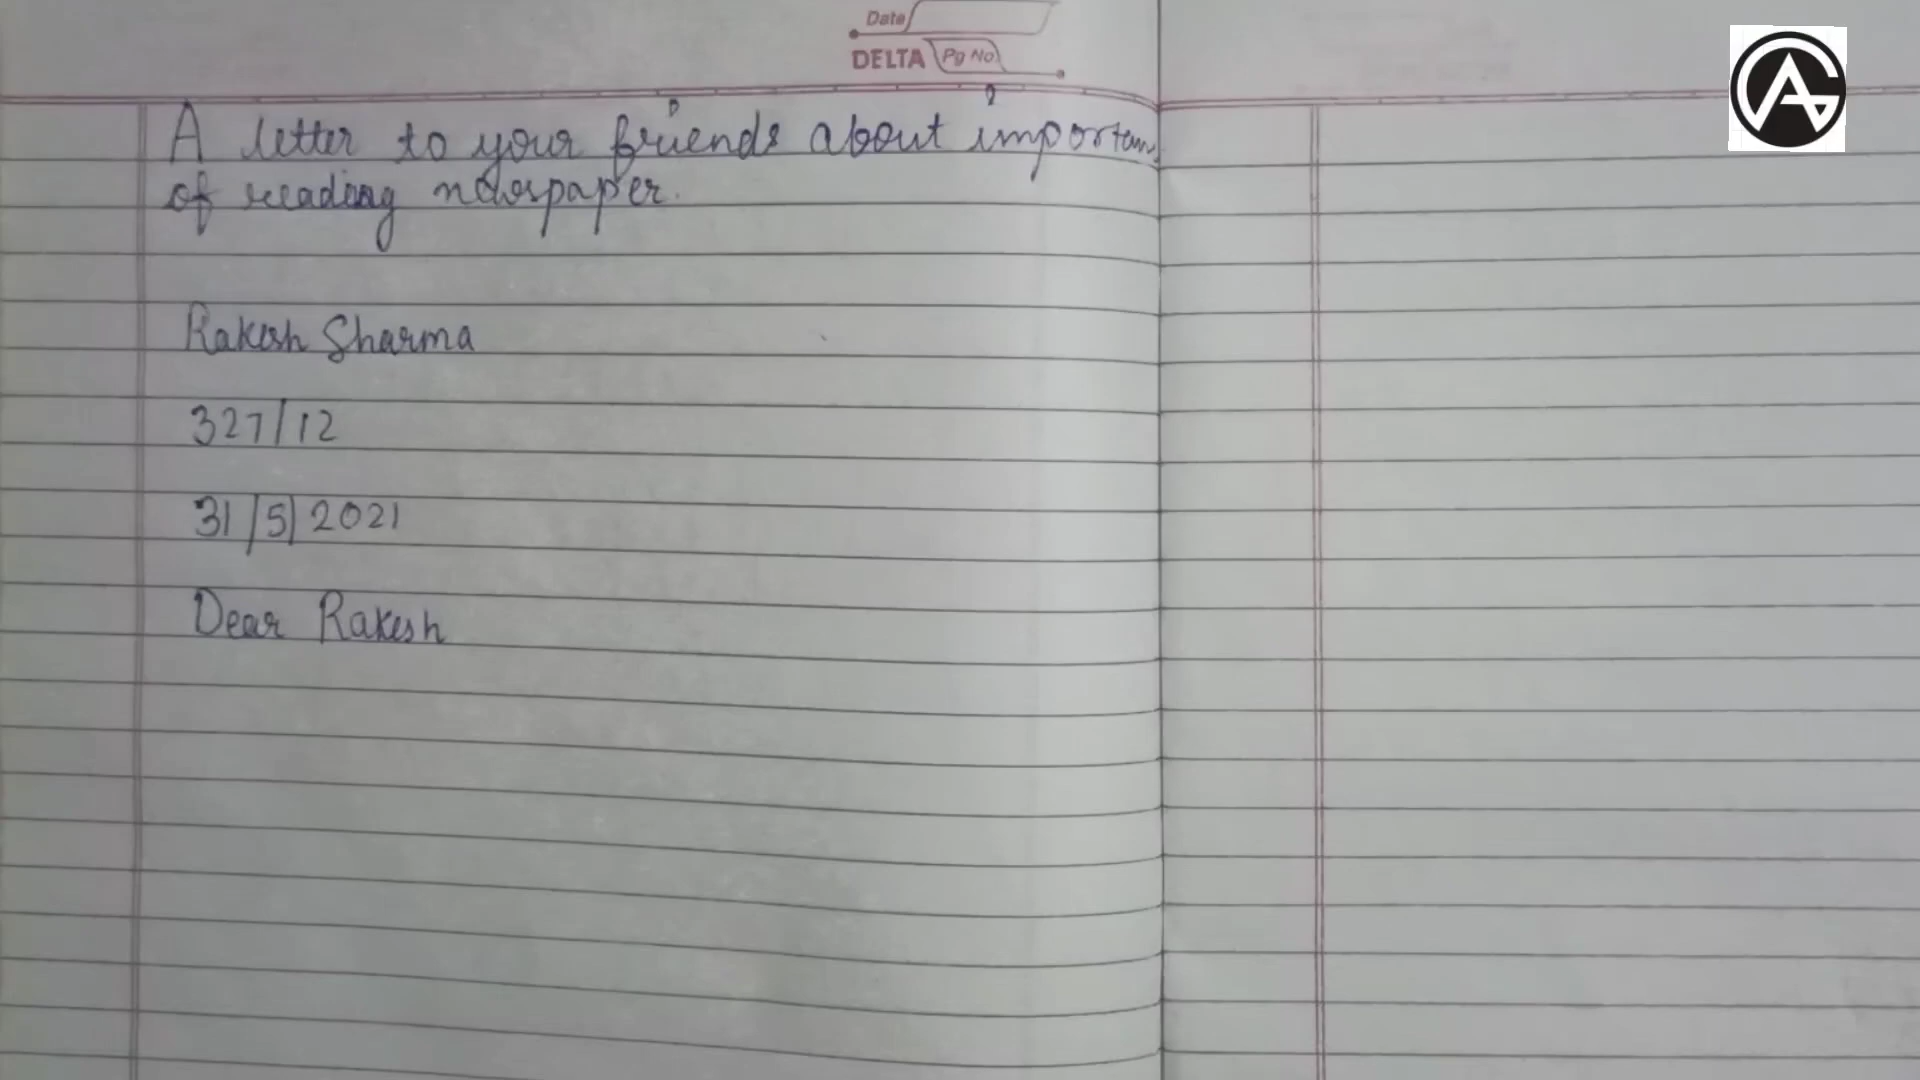 Date
DELTA Pg No
A letter to your friends about importan
of reading newspaper.
Rakesh Sharma
327/12
31/5/2021
Dear Rakesh